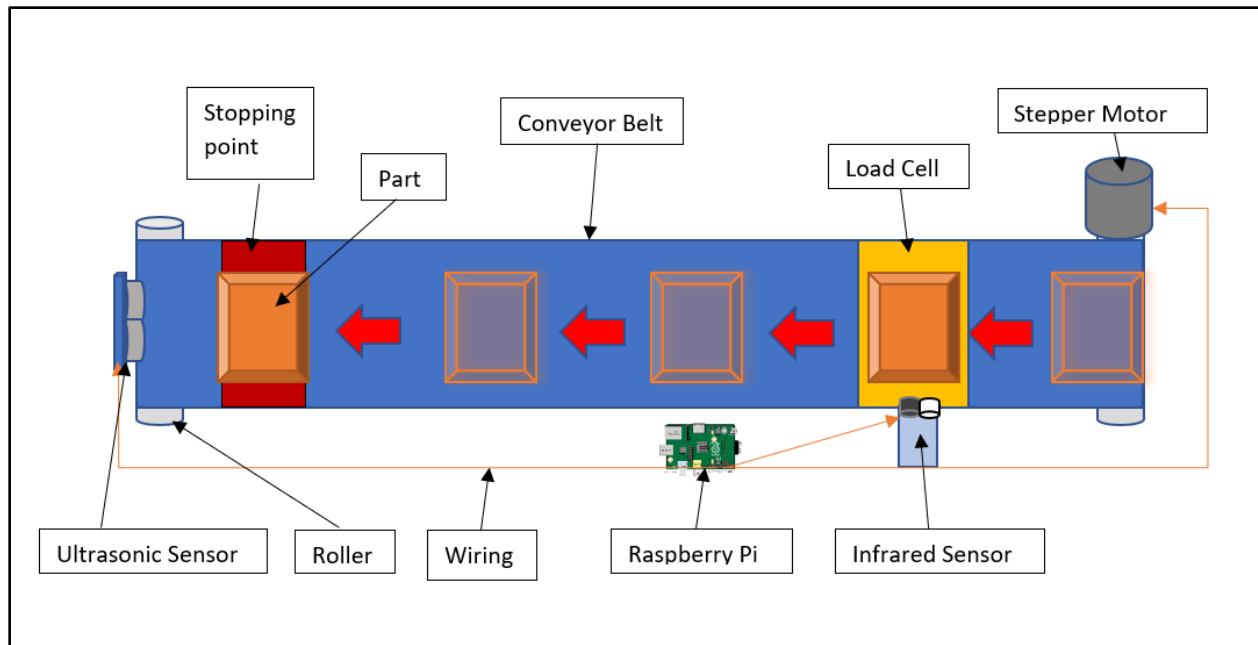 Stopping
point
Part
Conveyor Belt
Load Cell
Stepper Motor
Ultrasonic Sensor
Roller
Wiring
Raspberry Pi
Infrared Sensor